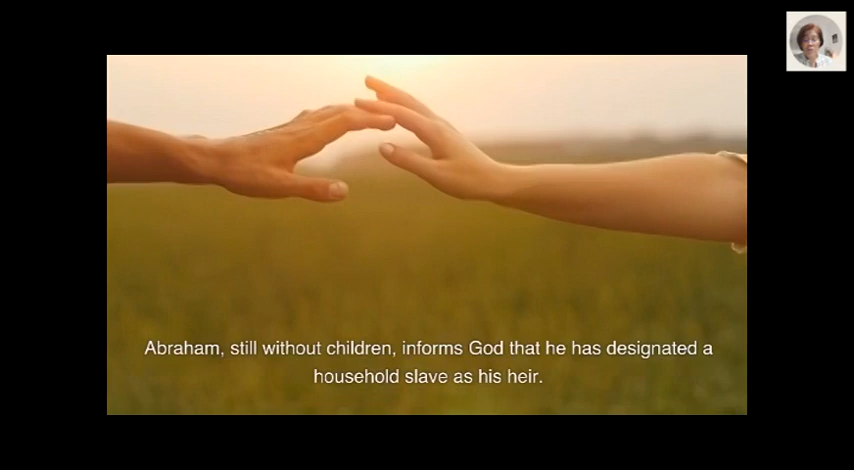 Abraham, still without children, informs God that he has designated a
household slave as his heir.